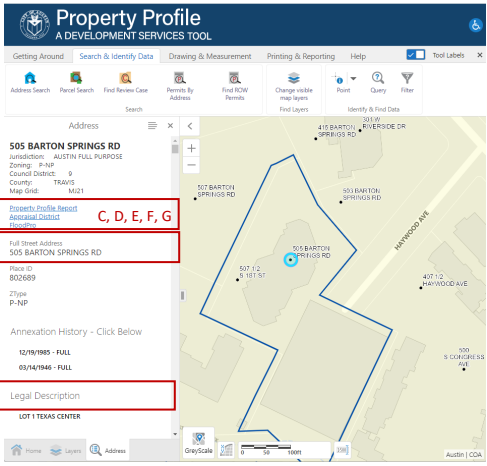 Property Profile
A DEVELOPMENT SERVICES TOOL
Getting Around
Search & Identify Data
Drawing & Measurement
Printing & Reporting
Help
Tool Labels
Address Search
Parcel Search
Find Review Case
Permits By
Address
Find ROW
Permits
Change visible
map layers
Point
Query
Filter
Search
Find Layers
Identify & Find Data
Address
505 BARTON SPRINGS RD
Jurisdiction: AUSTIN FULL PURPOSE
Zoning: P-NP
Council District: 9
County: TRAVIS
Map Grid: MJ21
Property Profile Report
Appraisal District
FloodPro
C, D, E, F, G
Full Street Address
505 BARTON SPRINGS RD
Place ID
802689
ZType
P-NP
Annexation History - Click Below
12/19/1985 - FULL
03/14/1946 - FULL
Legal Description
LOT 1 TEXAS CENTER
Home
Layers
Address
415 BARTON
SPRINGS RD
301 W
RIVERSIDE DR
507 BARTON
SPRINGS RD
503 BARTON
SPRINGS RD
505 BARTON
SPRINGS RD
HAYWOOD AVE
507 1/2
S 1ST ST
407 1/2
HAYWOOD AVE
500
S CONGRESS
AVE
GreyScale
0 50 100ft
Austin | COA